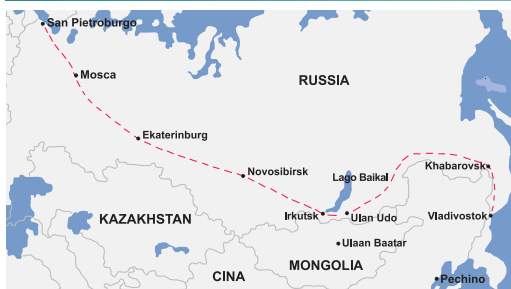 San Pietroburgo
Mosca
RUSSIA
Ekaterinburg
Khabarovsk
Novosibirsk
Lago Baikal
Irkutsk
Ulan Udo
Vladivostok
KAZAKHSTAN
Ulaan Baatar
MONGOLIA
CINA
Pechino